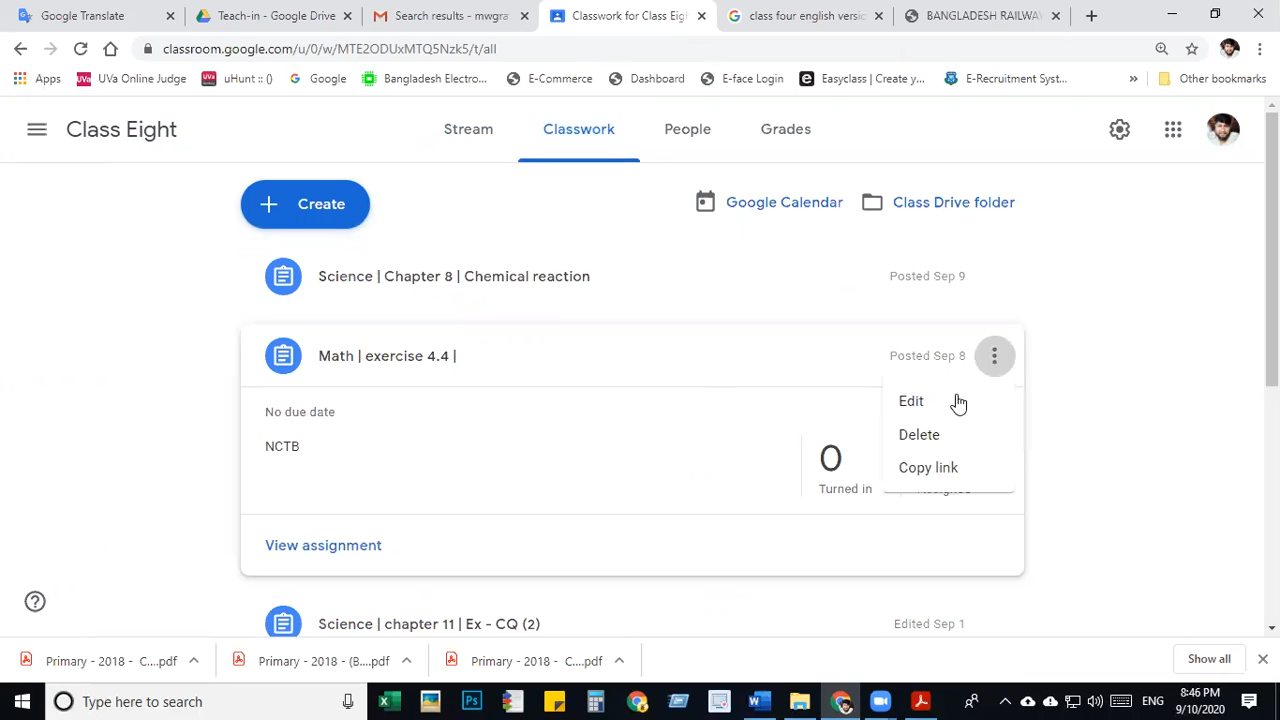 Google Translate
Teach-in - Google Drive
Search results - mwgra
Classwork for Class Eight
class four english versi
BANGLADESH RAILWA
classroom.google.com/u/0/w/MTE2ODUxMTQ5Nzk5/t/all
Apps
UVa Online Judge
uHunt :: ()
Google
Bangladesh Electro...
E-Commerce
Dashboard
E-face Login
Easyclass | Create y...
E-Recruitment Syst...
Other bookmarks
Class Eight
Stream
Classwork
People
Grades
Create
Google Calendar
Class Drive folder
Science | Chapter 8 | Chemical reaction
Posted Sep 9
Math | exercise 4.4 |
Posted Sep 8
Edit
No due date
Delete
NCTB
0
Copy link
Turned in
View assignment
Science | chapter 11 | Ex - CQ (2)
Edited Sep 1
Primary - 2018 - C....pdf
Primary - 2018 - (B....pdf
Primary - 2018 - C....pdf
Show all
Type here to search
ENG
8:46 PM
9/10/2020